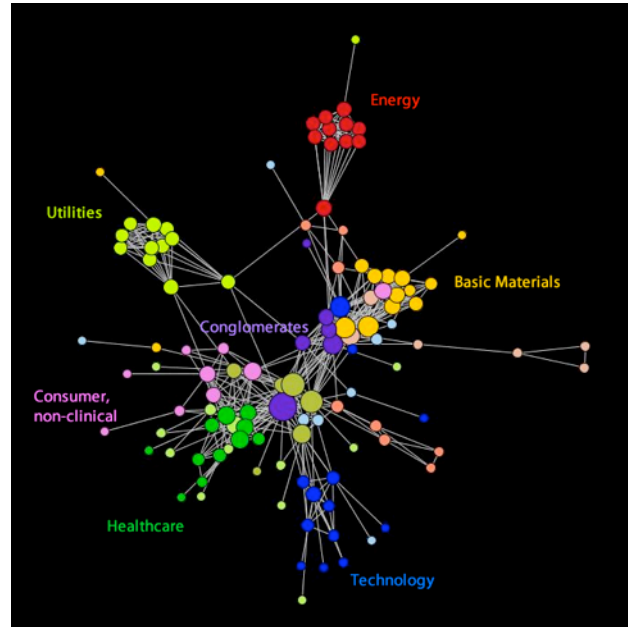 Energy
Utilities
Basic Materials
Conglomerates
Consumer,
non-clinical
Healthcare
Technology